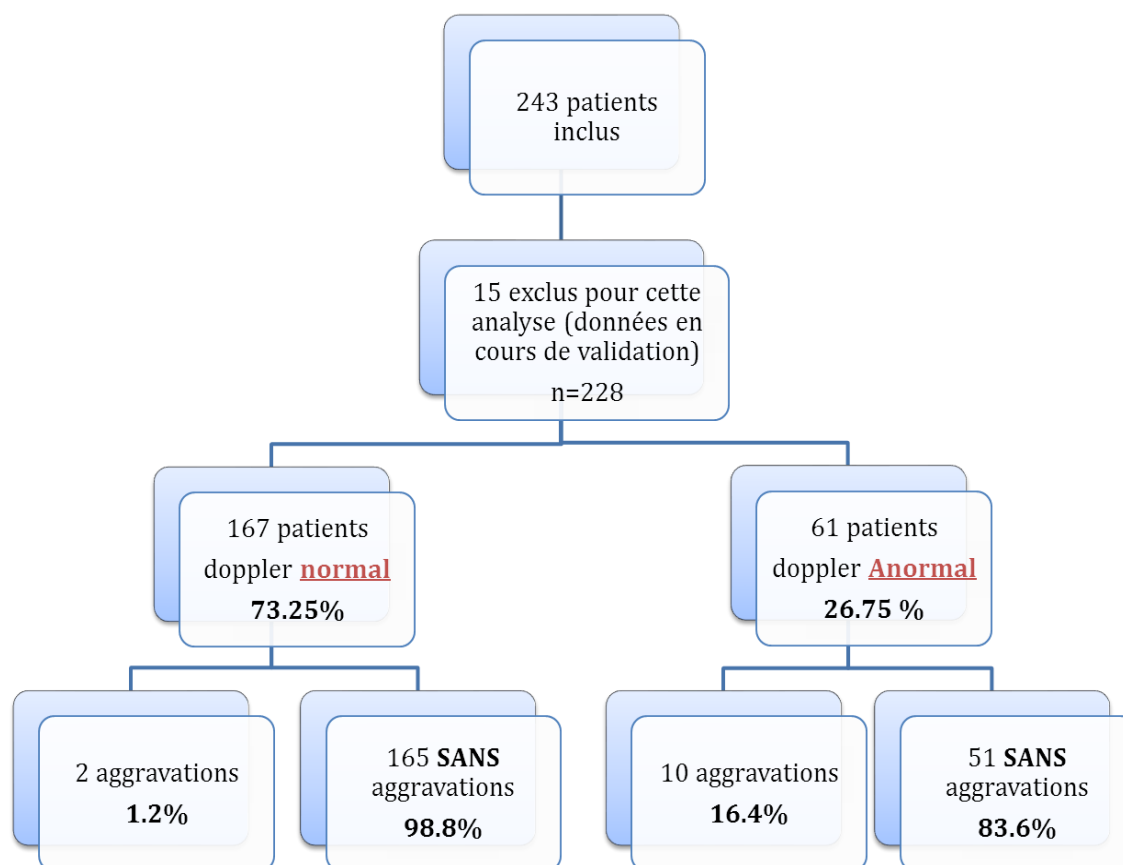 243 patients
inclus
15 exclus pour cette
analyse (données en
cours de validation)
n=228
167 patients
doppler normal
73.25%
61 patients
doppler Anormal
26.75 %
2 aggravations
1.2%
165 SANS
aggravations
98.8%
10 aggravations
16.4%
51 SANS
aggravations
83.6%